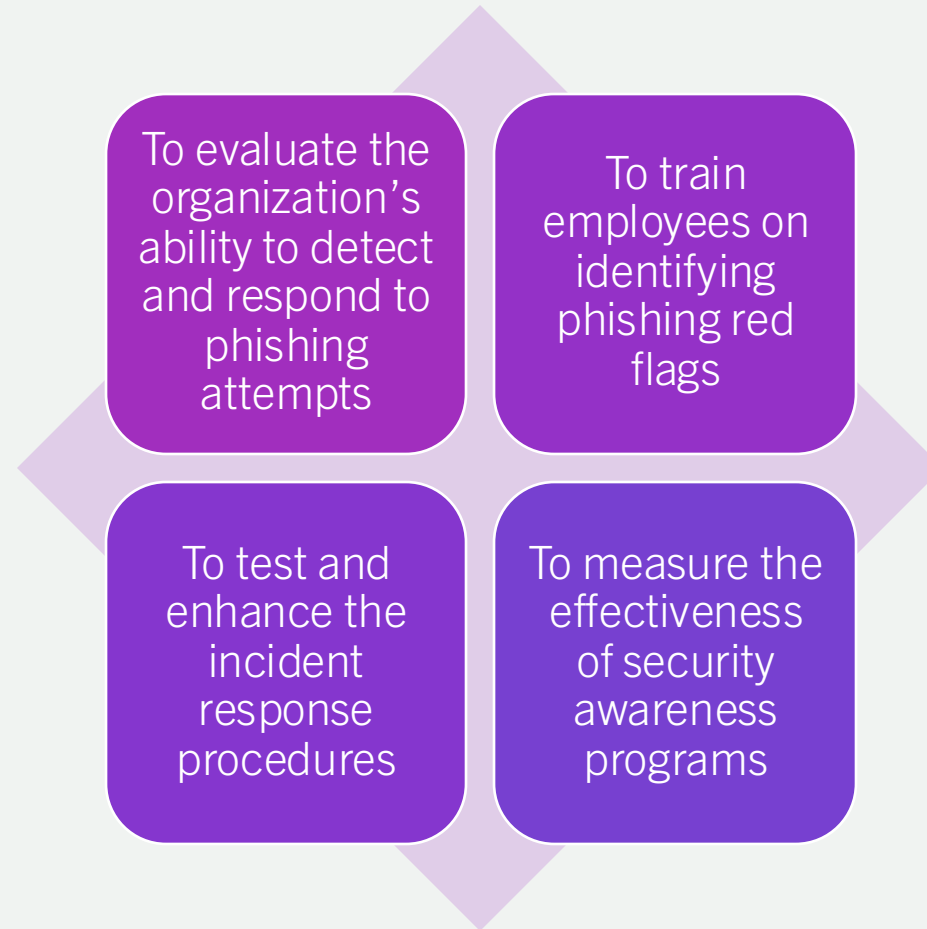 To evaluate the
organization’s
ability to detect
and respond to
phishing
attempts
To train
employees on
identifying
phishing red
flags
To test and
enhance the
incident
response
procedures
To measure the
effectiveness
of security
awareness
programs